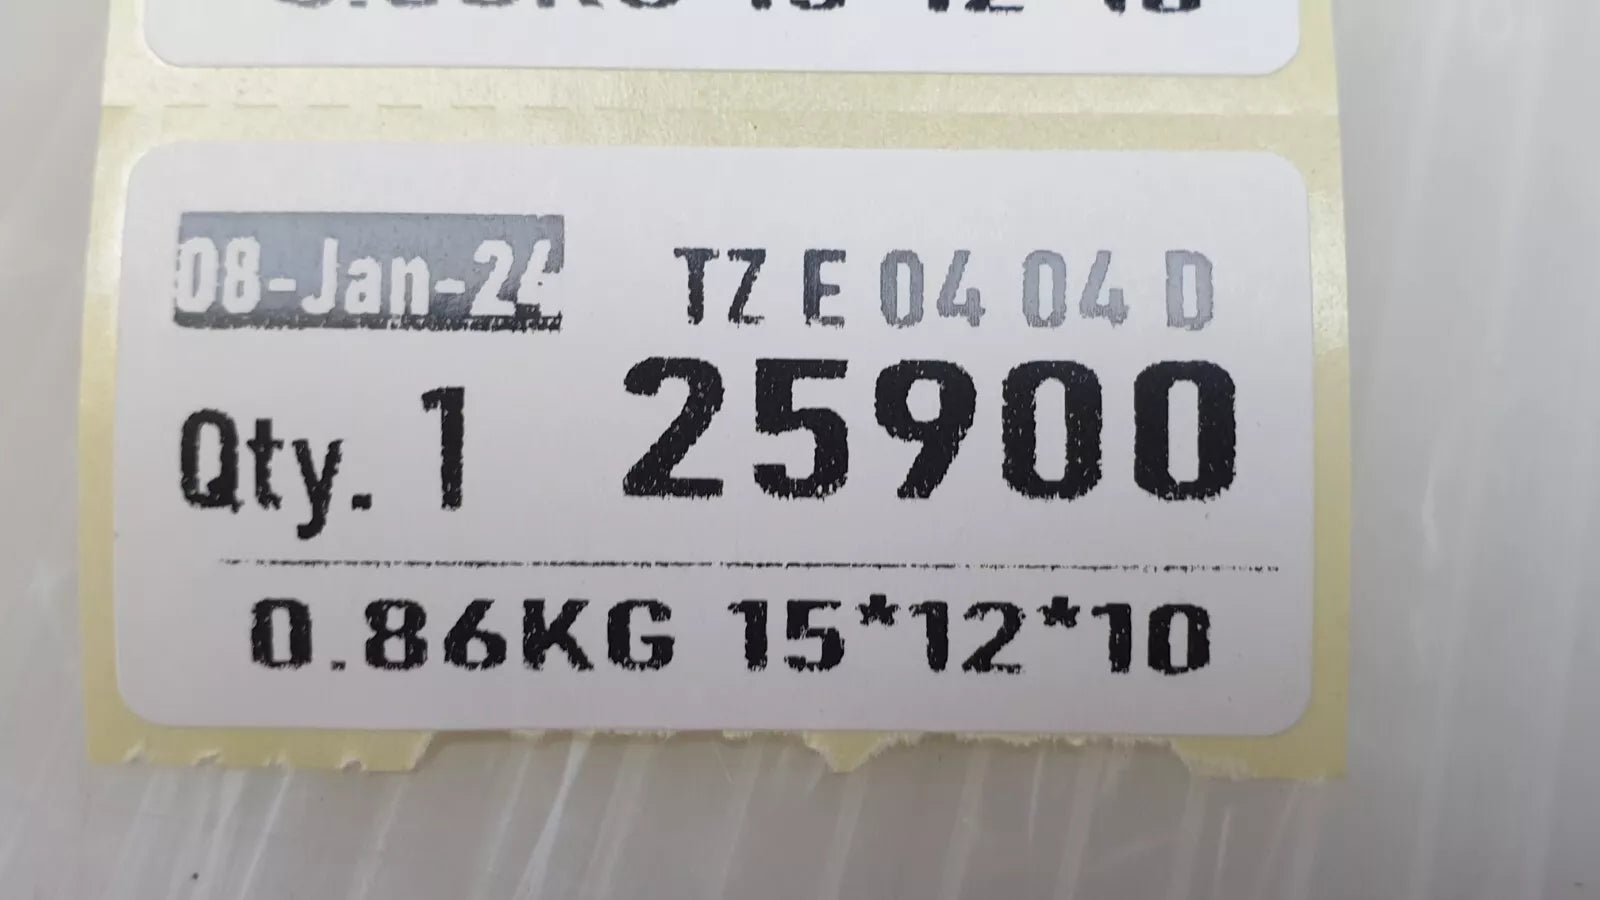 08-Jan-24 TZ E 04 04 D
Qty. 1 25900
0.86KG 15*12*10